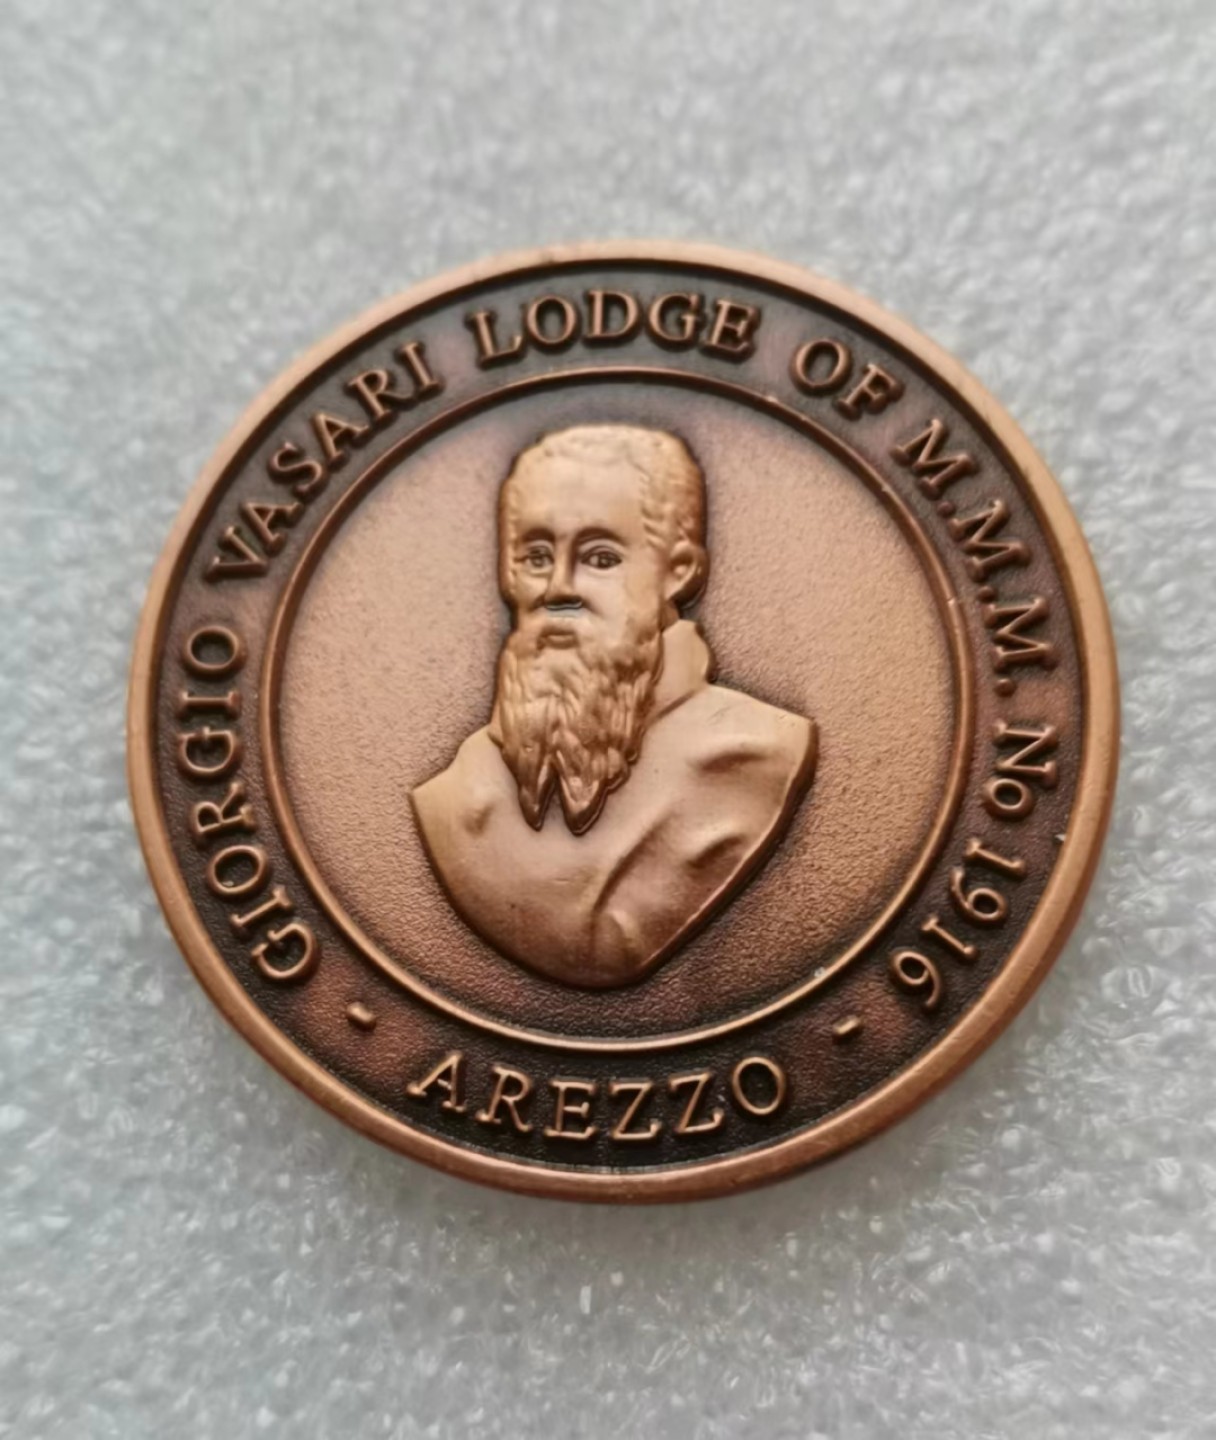 GIORGIO VASARI LODGE OF M.M.M.M. No 1916
- AREZZO -